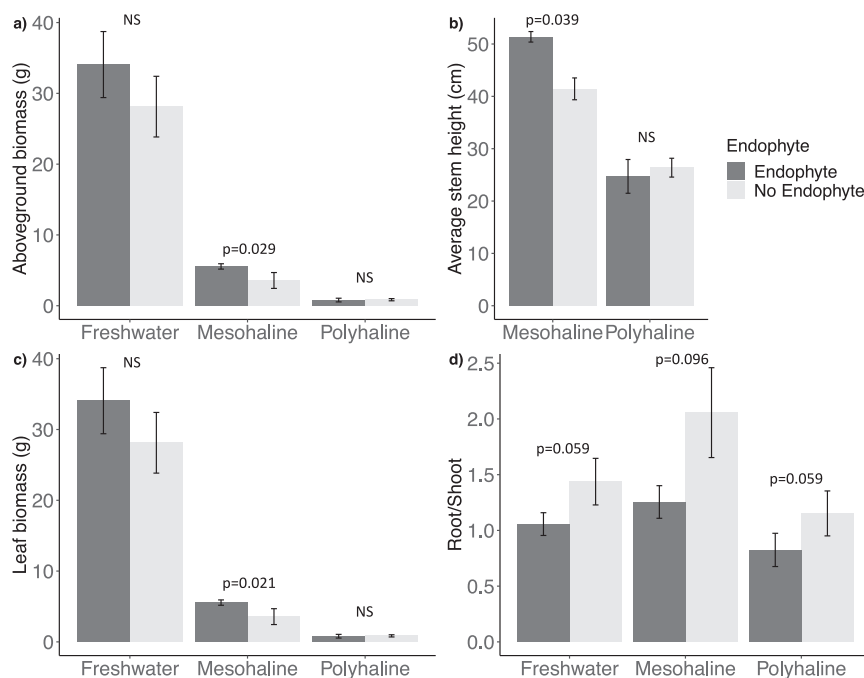 a)
NS
40
30
20
10
0
Aboveground biomass (g)
p=0.029
NS
Freshwater Mesohaline Polyhaline
b)
p=0.039
50
40
30
20
10
0
Average stem height (cm)
NS
Mesohaline Polyhaline
Endophyte
Endophyte
No Endophyte
c)
NS
40
30
20
10
0
Leaf biomass (g)
p=0.021
NS
Freshwater Mesohaline Polyhaline
d)
2.5
2.0
1.5
1.0
0.5
0.0
Root/Shoot
p=0.059
p=0.096
p=0.059
Freshwater Mesohaline Polyhaline